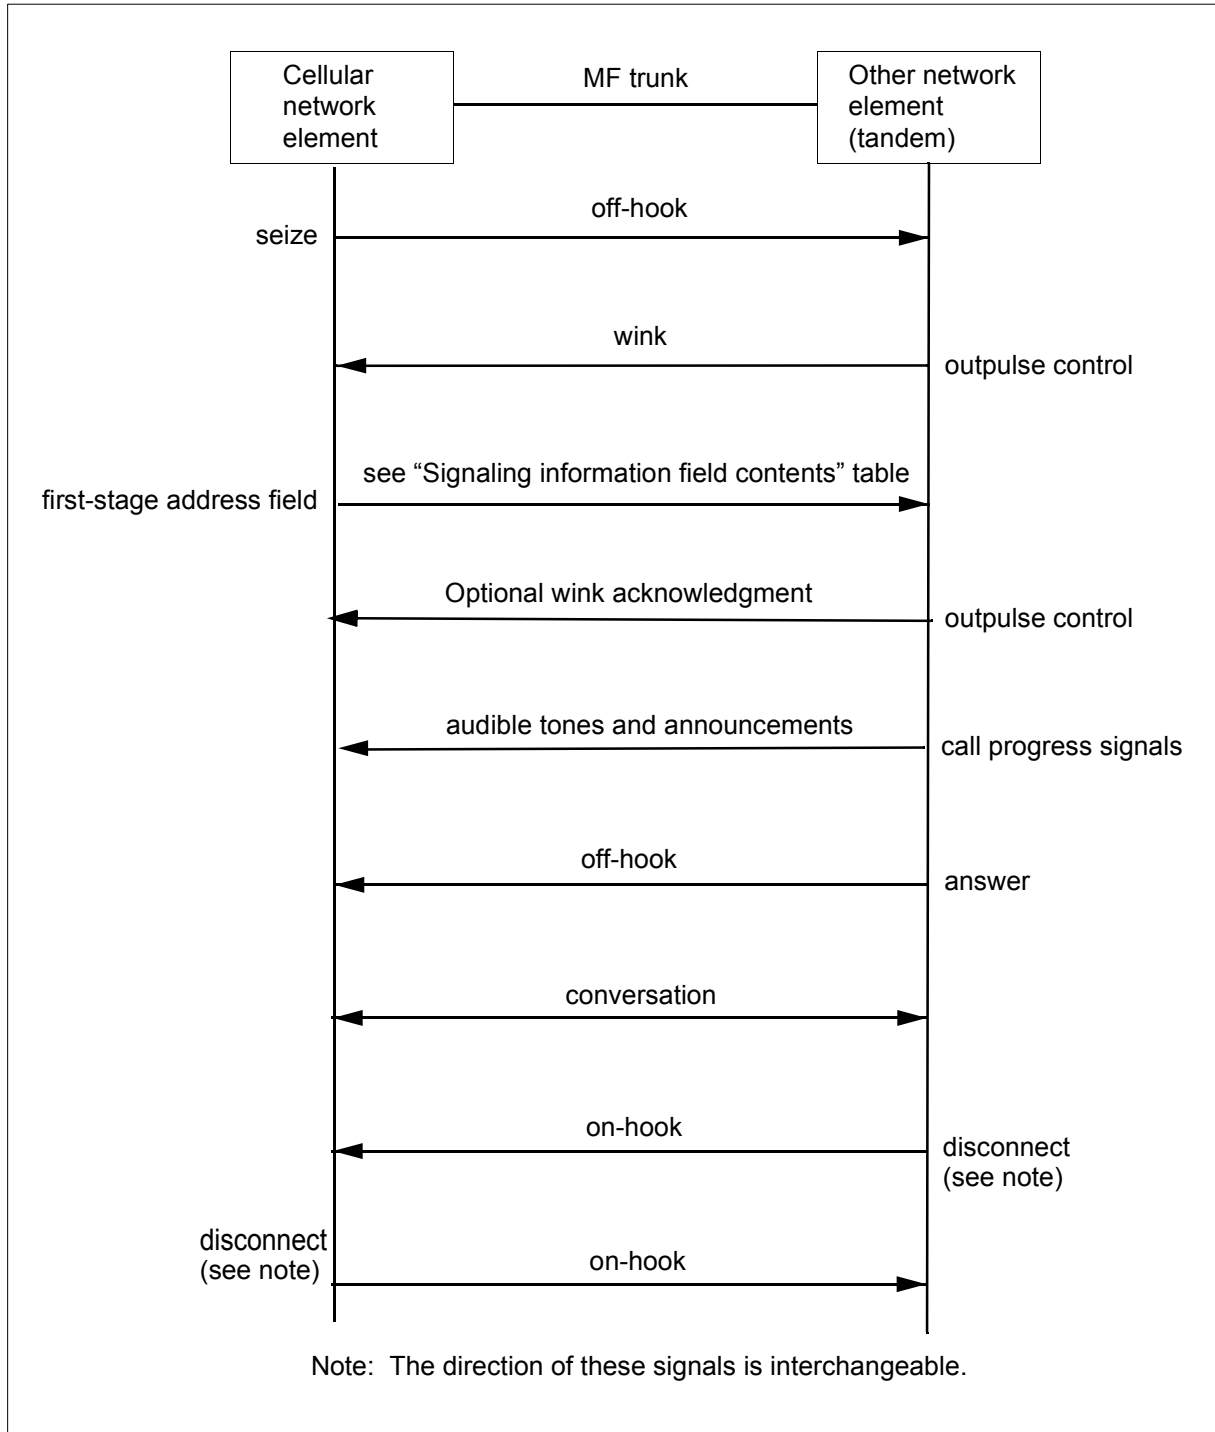 Cellular
network
element
MF trunk
Other network
element
(tandem)
off-hook
seize
wink
outpulse control
see “Signaling information field contents” table
first-stage address field
Optional wink acknowledgment
outpulse control
audible tones and announcements
call progress signals
off-hook
answer
conversation
on-hook
disconnect
(see note)
disconnect
(see note)
on-hook
Note: The direction of these signals is interchangeable.